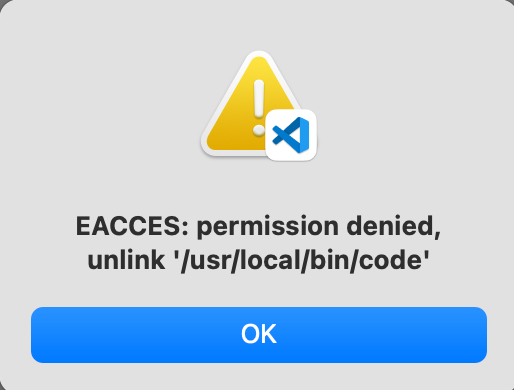 EACCES: permission denied,
unlink '/usr/local/bin/code'
OK